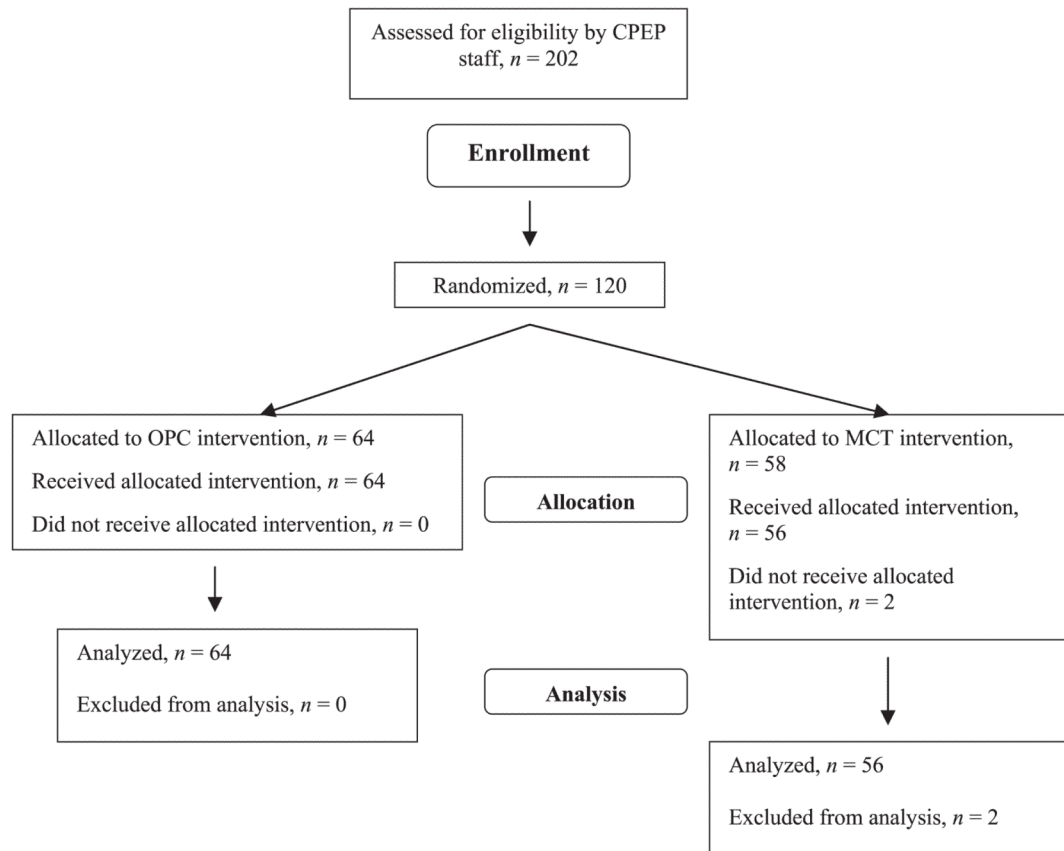 Assessed for eligibility by CPEP
staff, n = 202
Enrollment
Randomized, n = 120
Allocated to OPC intervention, n = 64
Received allocated intervention, n = 64
Did not receive allocated intervention, n = 0
Allocation
Allocated to MCT intervention,
n = 58
Received allocated intervention,
n = 56
Did not receive allocated
intervention, n = 2
Analyzed, n = 64
Excluded from analysis, n = 0
Analysis
Analyzed, n = 56
Excluded from analysis, n = 2